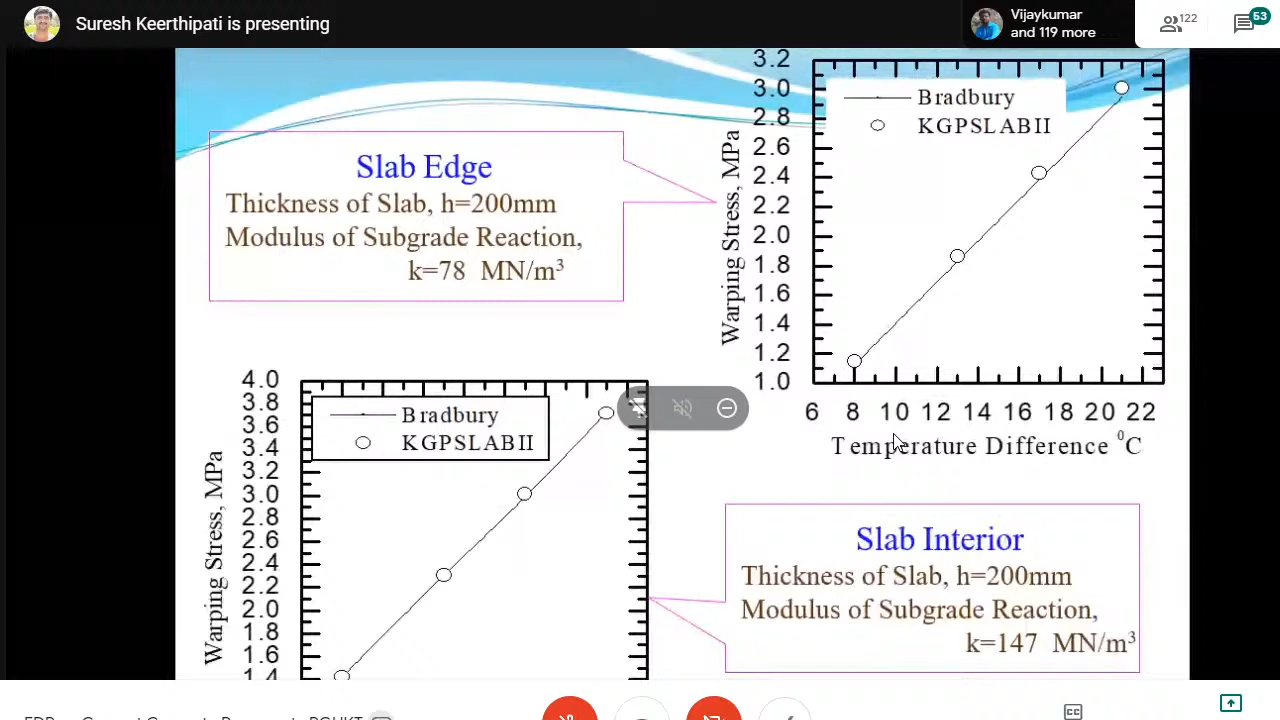 Suresh Keerthipati is presenting
Vijaykumar
and 119 more
122
53
Slab Edge
Thickness of Slab, h=200mm
Modulus of Subgrade Reaction,
k=78 MN/m³
3.2
3.0
2.8
2.6
2.4
2.2
2.0
1.8
1.6
1.4
1.2
1.0
Warping Stress, MPa
Bradbury
KGPSLABII
6 8 10 12 14 16 18 20 22
Temperature Difference ⁰C
4.0
3.8
3.6
3.4
3.2
3.0
2.8
2.6
2.4
2.2
2.0
1.8
1.6
1.4
Warping Stress, MPa
Bradbury
KGPSLABII
Slab Interior
Thickness of Slab, h=200mm
Modulus of Subgrade Reaction,
k=147 MN/m³
CC